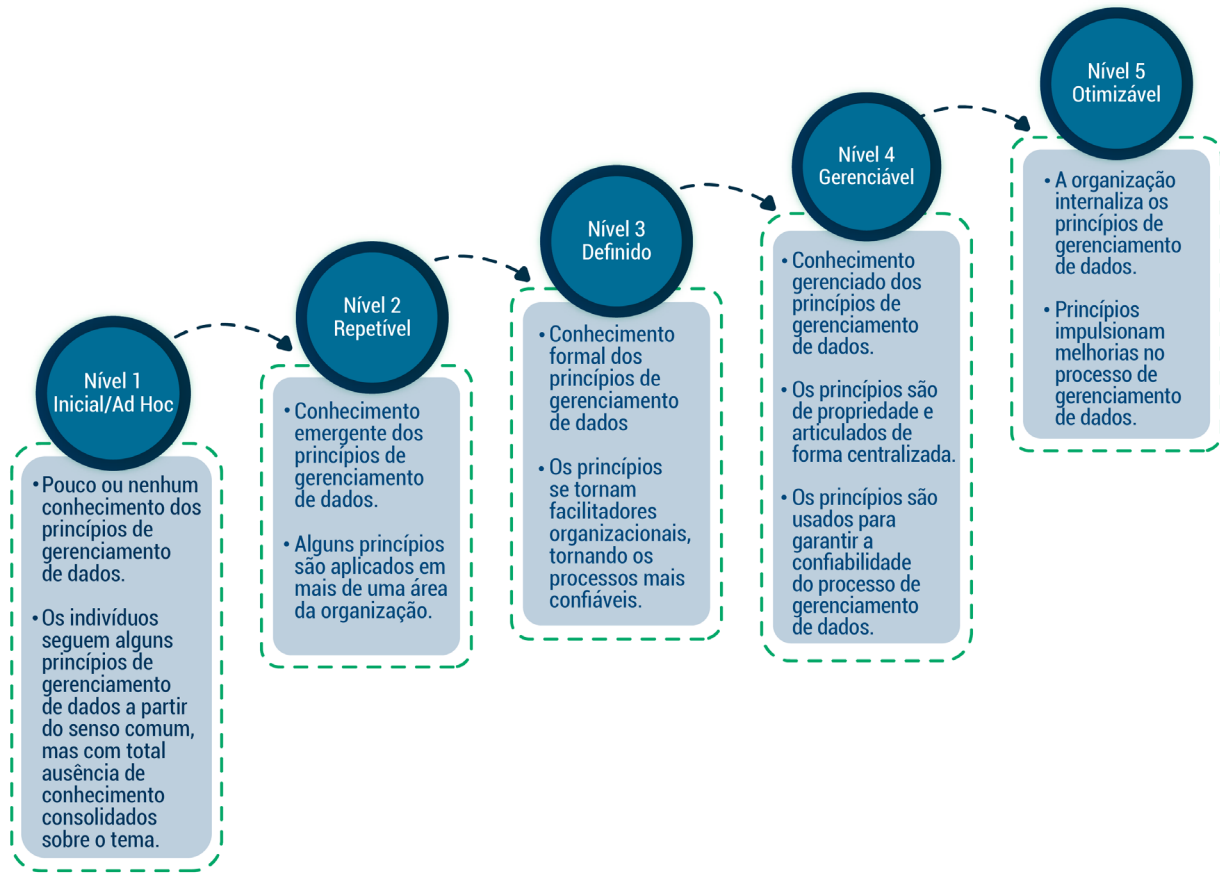 Nível 1
Inicial/Ad Hoc
•Pouco ou nenhum
conhecimento dos
princípios de
gerenciamento
de dados.
•Os indivíduos
seguem alguns
princípios de
gerenciamento
de dados a partir
do senso comum,
mas com total
ausência de
conhecimento
consolidados
sobre o tema.
Nível 2
Repetível
• Conhecimento
emergente dos
princípios de
gerenciamento
de dados.
• Alguns princípios
são aplicados em
mais de uma área
da organização.
Nível 3
Definido
• Conhecimento
formal dos
princípios de
gerenciamento
de dados
• Os princípios
se tornam
facilitadores
organizacionais,
tornando os
processos mais
confiáveis.
Nível 4
Gerenciável
• Conhecimento
gerenciado dos
princípios de
gerenciamento
de dados.
• Os princípios são
de propriedade e
articulados de
forma centralizada.
• Os princípios são
usados para
garantir a
confiabilidade
do processo de
gerenciamento
de dados.
Nível 5
Otimizável
• A organização
internaliza os
princípios de
gerenciamento
de dados.
• Princípios
impulsionam
melhorias no
processo de
gerenciamento
de dados.